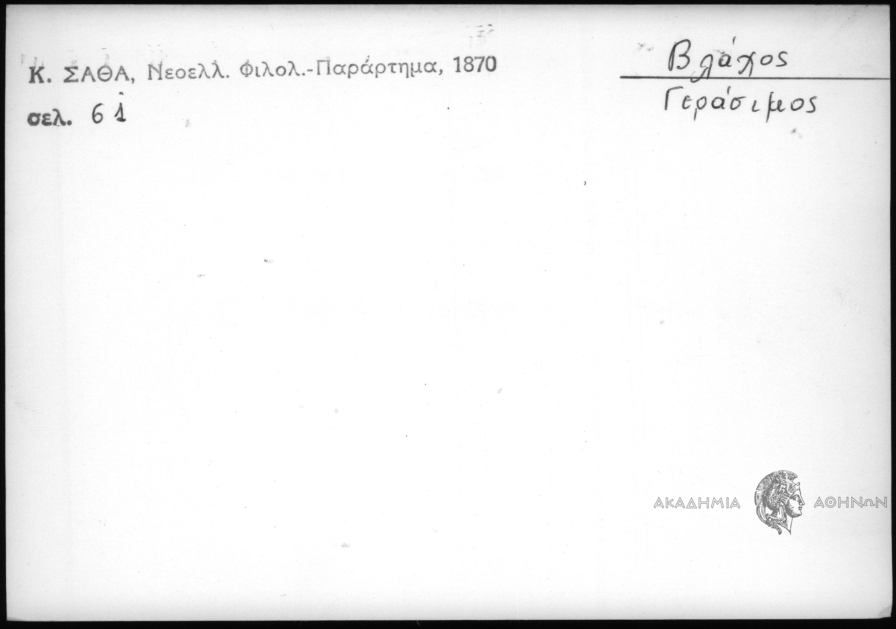 Κ. ΣΑΘΑ, Νεοελλ. Φιλολ.-Παράρτημα, 1870
σελ. 61
Βλάχος
Γεράσιμος
ΑΚΑΔΗΜΙΑ ΑΘΗΝΩΝ